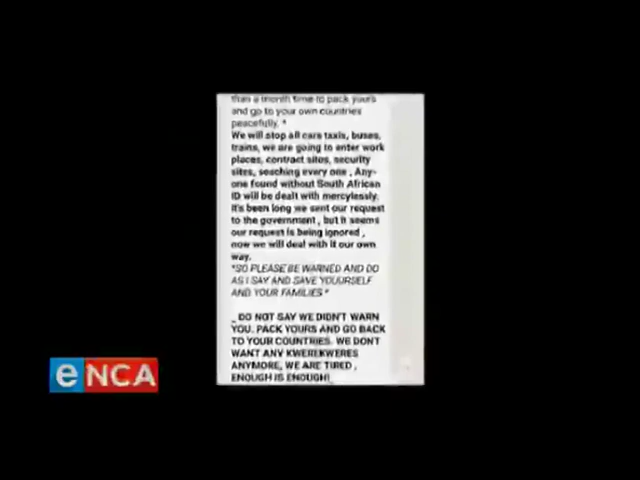 than a month time to pack yours
and go to your own countries
peacefully. *
We will stop all cars taxis, buses,
trains, we are going to enter work
places, contract sites, security
sites, seaching every one , Any-
one found without South African
ID will be dealt with mercylessly.
It's been long we sent our request
to the government , but it seems
our request is being ignored ,
now we will deal with it our own
way.
*SO PLEASE BE WARNED AND DO
AS I SAY AND SAVE YOUURSELF
AND YOUR FAMILIES *
_ DO NOT SAY WE DIDN'T WARN
YOU. PACK YOURS AND GO BACK
TO YOUR COUNTRIES. WE DONT
WANT ANY KWEREKWERES
ANYMORE, WE ARE TIRED ,
ENOUGH IS ENOUGH!_
eNCA